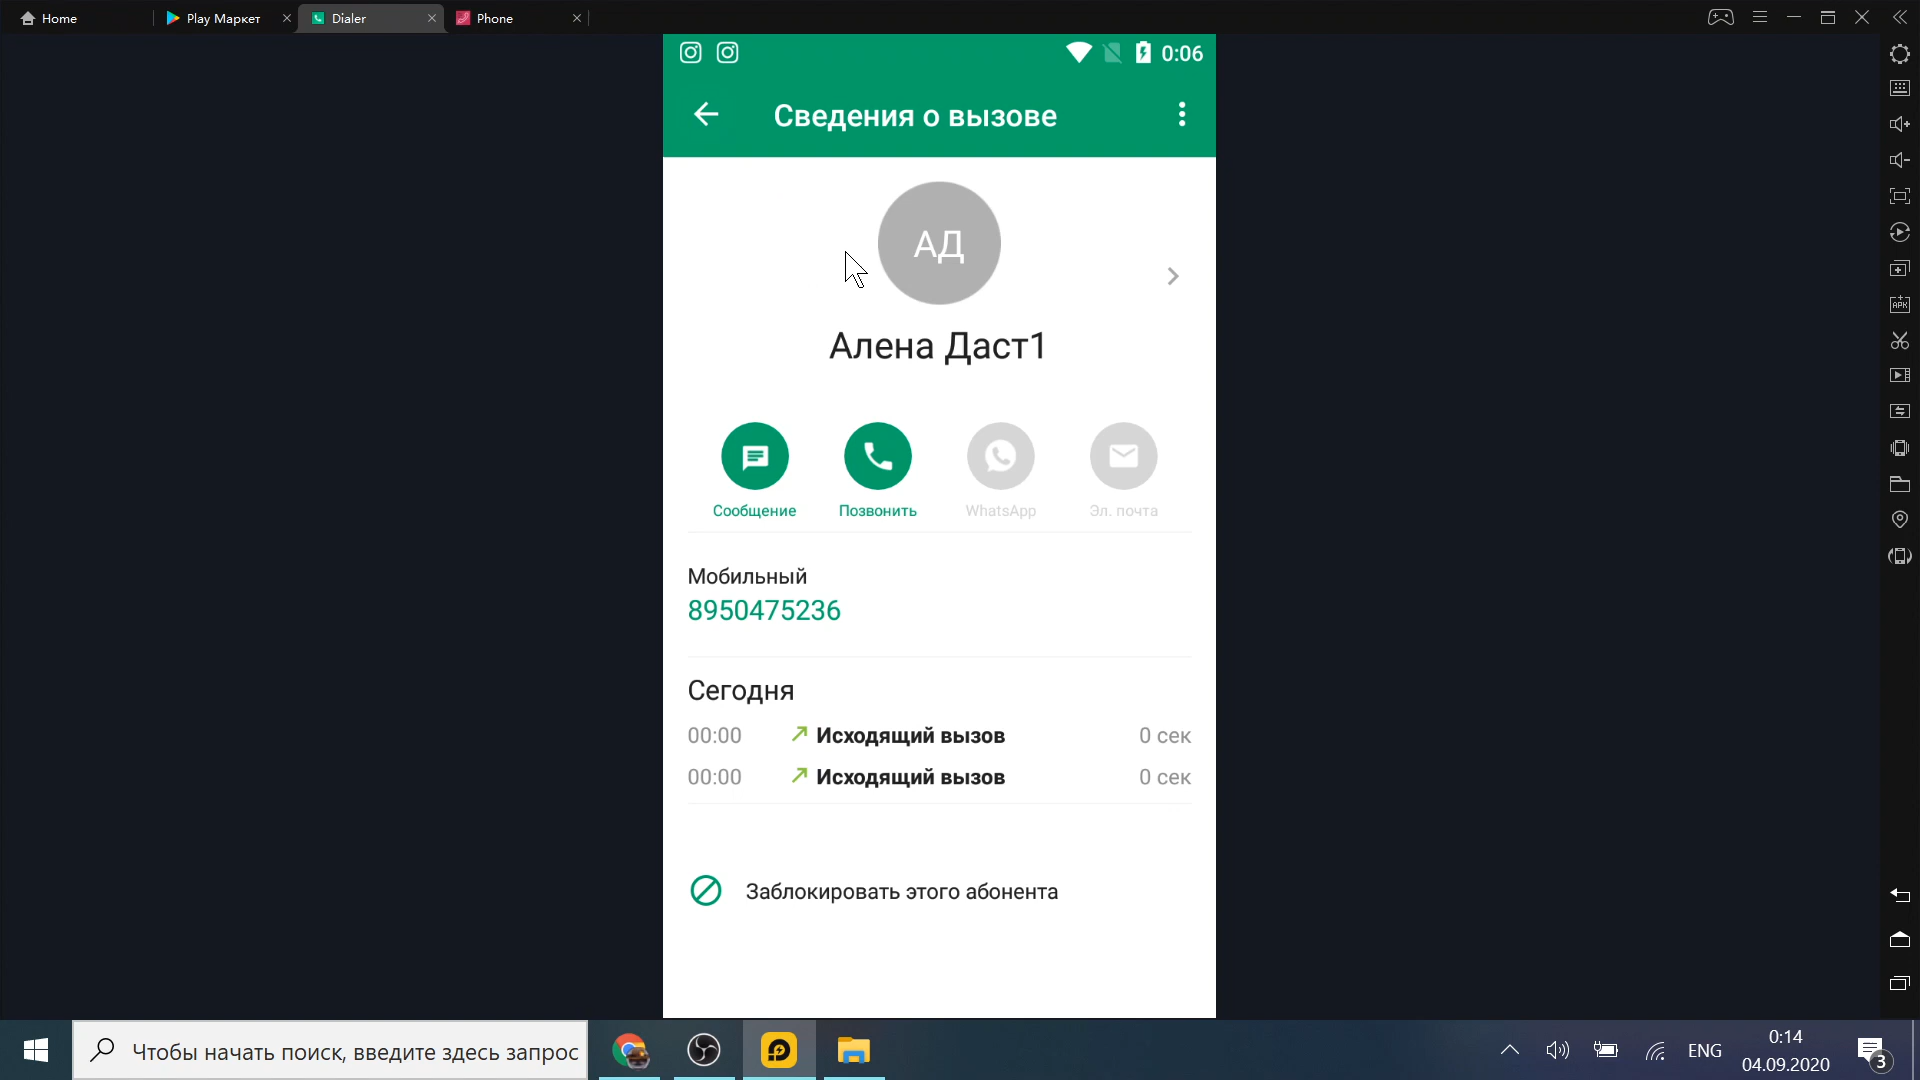 Home
Play Маркет
Dialer
Phone
0:06
Сведения о вызове
АД
Алена Даст1
Сообщение
Позвонить
WhatsApp
Эл. почта
Мобильный
8950475236
Сегодня
00:00 Исходящий вызов 0 сек
00:00 Исходящий вызов 0 сек
Заблокировать этого абонента
APK
Чтобы начать поиск, введите здесь запрос
ENG
0:14
04.09.2020
3